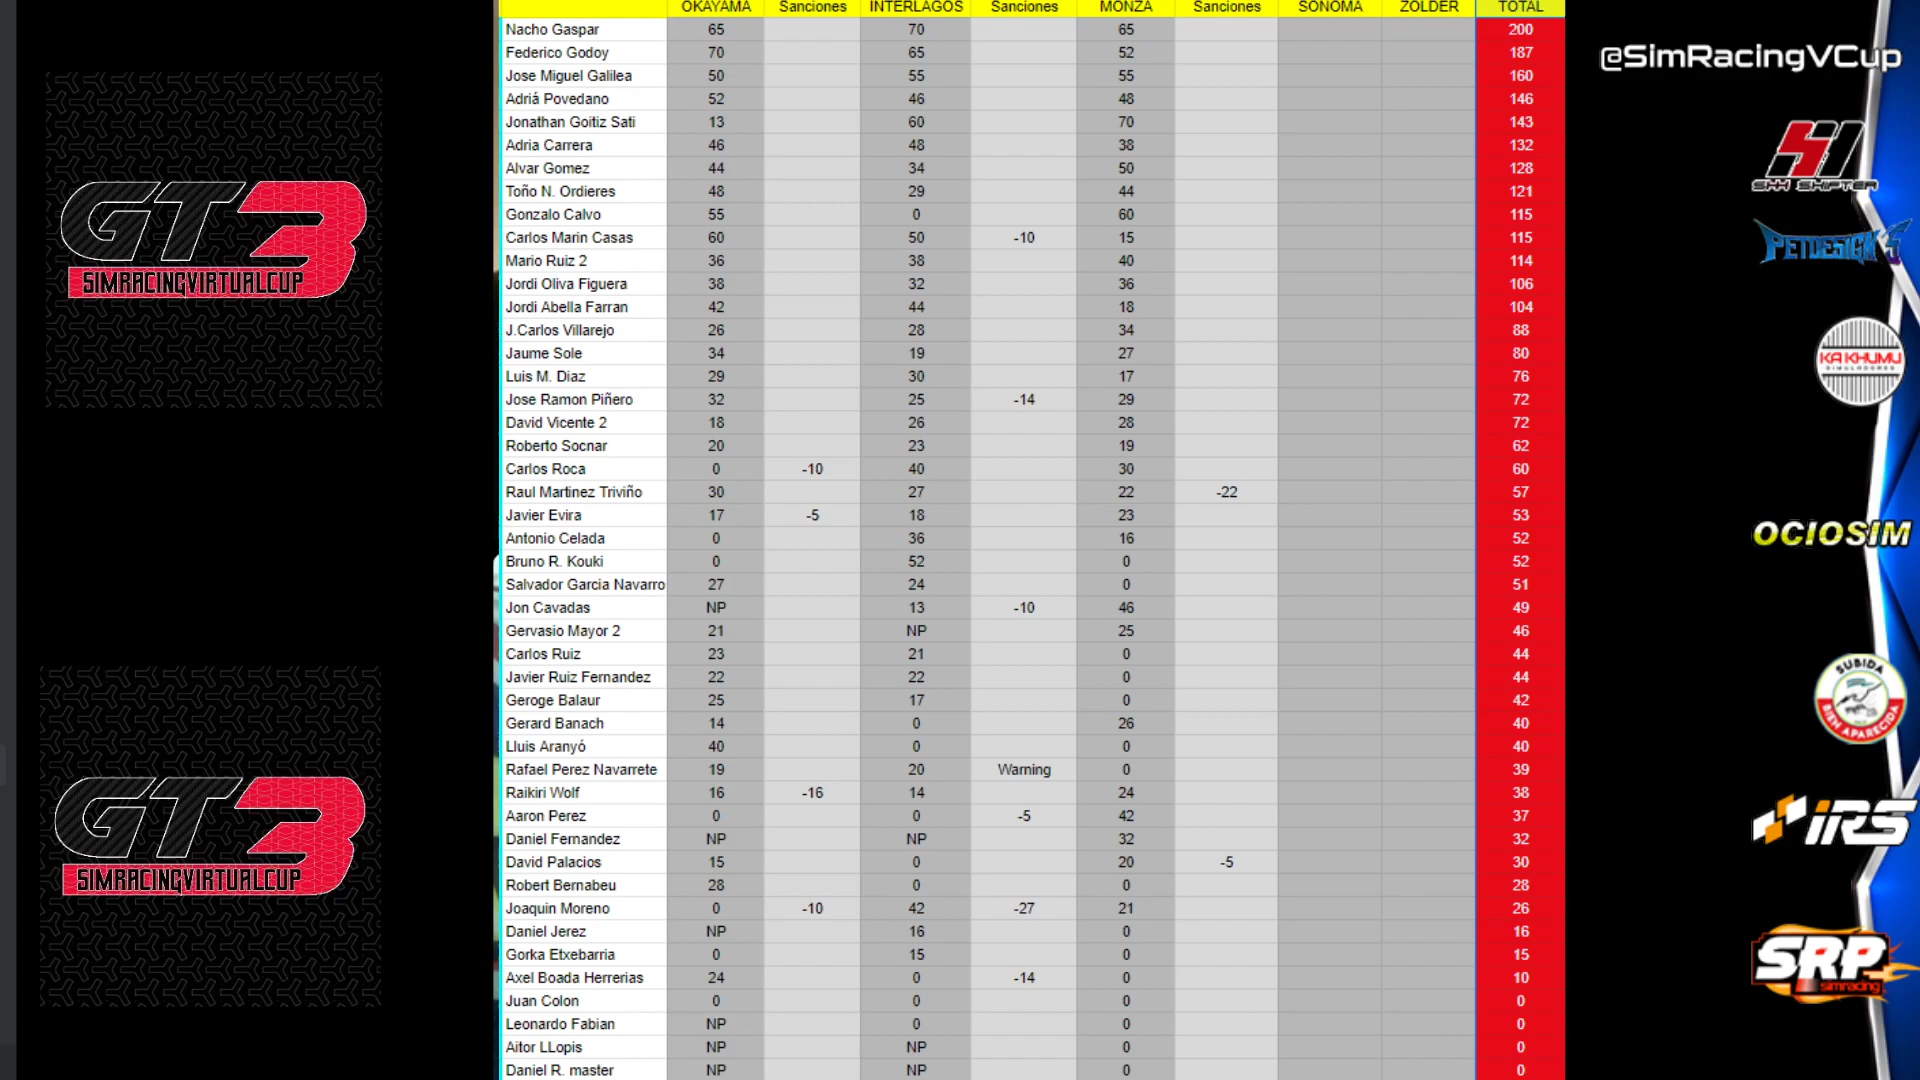 OKAYAMA Sanciones INTERLAGOS Sanciones MONZA Sanciones SONOMA ZOLDER TOTAL
Nacho Gaspar 65 70 65 200
Federico Godoy 70 65 52 187
Jose Miguel Galilea 50 55 55 160
Adriá Povedano 52 46 48 146
Jonathan Goitiz Sati 13 60 70 143
Adria Carrera 46 48 38 132
Alvar Gomez 44 34 50 128
Toño N. Ordieres 48 29 44 121
Gonzalo Calvo 55 0 60 115
Carlos Marin Casas 60 50 -10 15 115
Mario Ruiz 2 36 38 40 114
Jordi Oliva Figuera 38 32 36 106
Jordi Abella Farran 42 44 18 104
J.Carlos Villarejo 26 28 34 88
Jaume Sole 34 19 27 80
Luis M. Diaz 29 30 17 76
Jose Ramon Piñero 32 25 -14 29 72
David Vicente 2 18 26 28 72
Roberto Socnar 20 23 19 62
Carlos Roca 0 -10 40 30 60
Raul Martinez Triviño 30 27 22 -22 57
Javier Evira 17 -5 18 23 53
Antonio Celada 0 36 16 52
Bruno R. Kouki 0 52 0 52
Salvador Garcia Navarro 27 24 0 51
Jon Cavadas NP 13 -10 46 49
Gervasio Mayor 2 21 NP 25 46
Carlos Ruiz 23 21 0 44
Javier Ruiz Fernandez 22 22 0 44
Geroge Balaur 25 17 0 42
Gerard Banach 14 0 26 40
Lluis Aranyó 40 0 0 40
Rafael Perez Navarrete 19 20 Warning 0 39
Raikiri Wolf 16 -16 14 24 38
Aaron Perez 0 0 -5 42 37
Daniel Fernandez NP NP 32 32
David Palacios 15 0 20 -5 30
Robert Bernabeu 28 0 0 28
Joaquin Moreno 0 -10 42 -27 21 26
Daniel Jerez NP 16 0 16
Gorka Etxebarria 0 15 0 15
Axel Boada Herrerias 24 0 -14 0 10
Juan Colon 0 0 0 0
Leonardo Fabian NP 0 0 0
Aitor LLopis NP NP 0 0
Daniel R. master NP NP 0 0
GT3
SIMRACINGVIRTUALCUP
GT3
SIMRACINGVIRTUALCUP
@SimRacingVCup
SHH SHIFTER
PETDESIGN'S
KAKHUMU
SIMULADORES
OCIOSIM
SUBIDA
BIEN APARECIDA
IRS
SRP
simracing